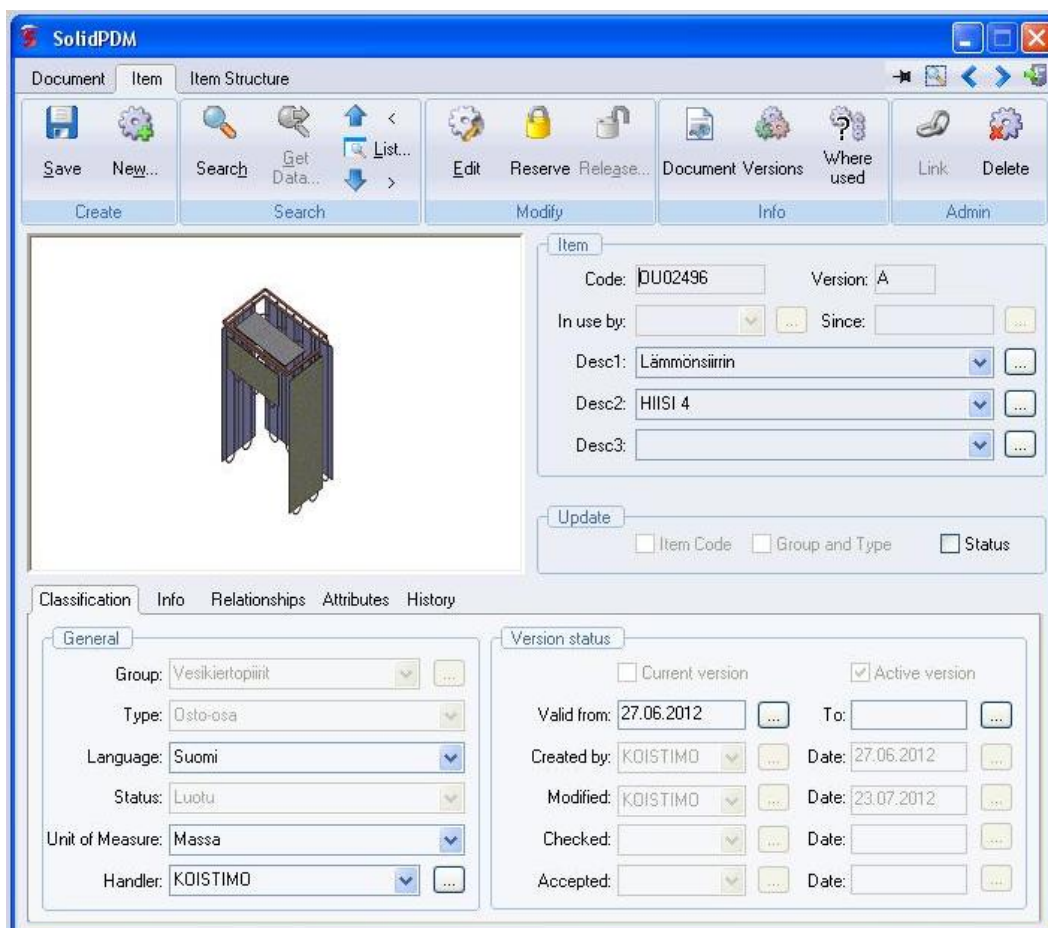 SolidPDM
Document Item Item Structure
Save New... Search Get Data... < List... > Edit Reserve Release... Document Versions Where used Link Delete
Create Search Modify Info Admin
Item
Code: DU02496 Version: A
In use by: ... Since: ...
Desc1: Lämmönsiirrin ...
Desc2: HIISI 4 ...
Desc3: ...
Update
Item Code Group and Type Status
Classification Info Relationships Attributes History
General Version status
Group: Vesikiertopiirit ... Current version Active version
Type: Osto-osa Valid from: 27.06.2012 ... To: ...
Language: Suomi Created by: KOISTIMO ... Date: 27.06.2012 ...
Status: Luotu Modified: KOISTIMO ... Date: 23.07.2012 ...
Unit of Measure: Massa Checked: ... Date: ...
Handler: KOISTIMO ... Accepted: ... Date: ...